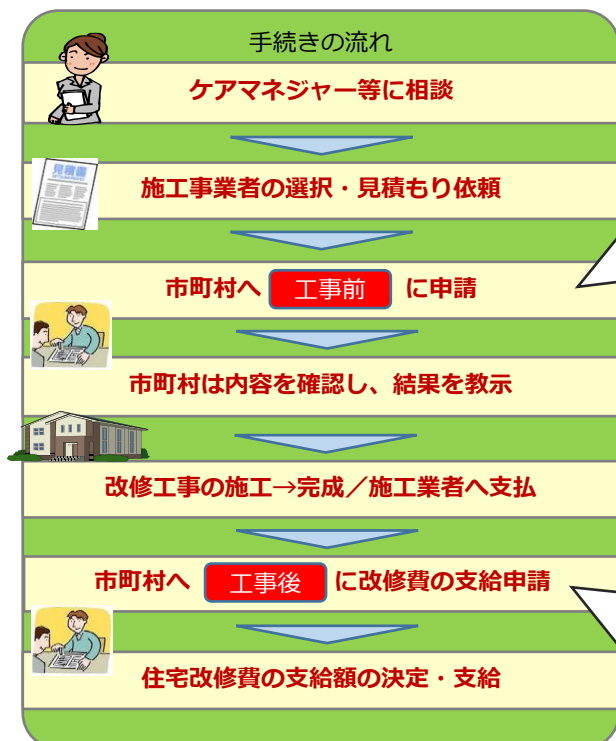 手続きの流れ
ケアマネジャー等に相談
見積書
施工事業者の選択・見積もり依頼
市町村へ 工事前 に申請
市町村は内容を確認し、結果を教示
改修工事の施工→完成／施工業者へ支払
市町村へ 工事後 に改修費の支給申請
住宅改修費の支給額の決定・支給